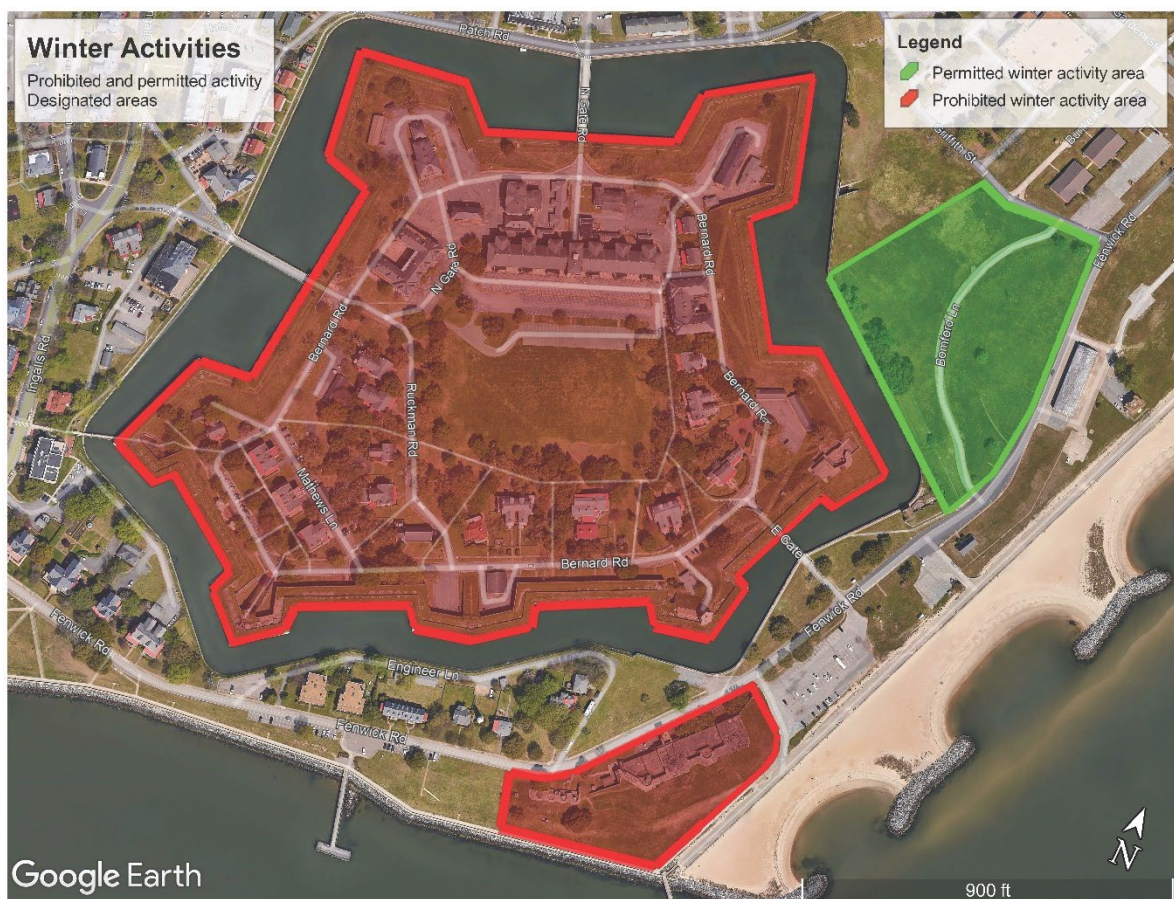 Winter Activities
Prohibited and permitted activity
Designated areas
Legend
Permitted winter activity area
Prohibited winter activity area
Patch Rd
N Gate Rd
Griffith St
Fenwick Rd
Bernard Rd
N Gate Rd
Bernard Rd
Bomford Ln
Ingalls Rd
Ruckman Rd
Bernard Rd
Mathews Ln
E Gate
Bernard Rd
Fenwick Rd
Fenwick Rd
Engineer Ln
Fenwick Rd
N
Google Earth
900 ft